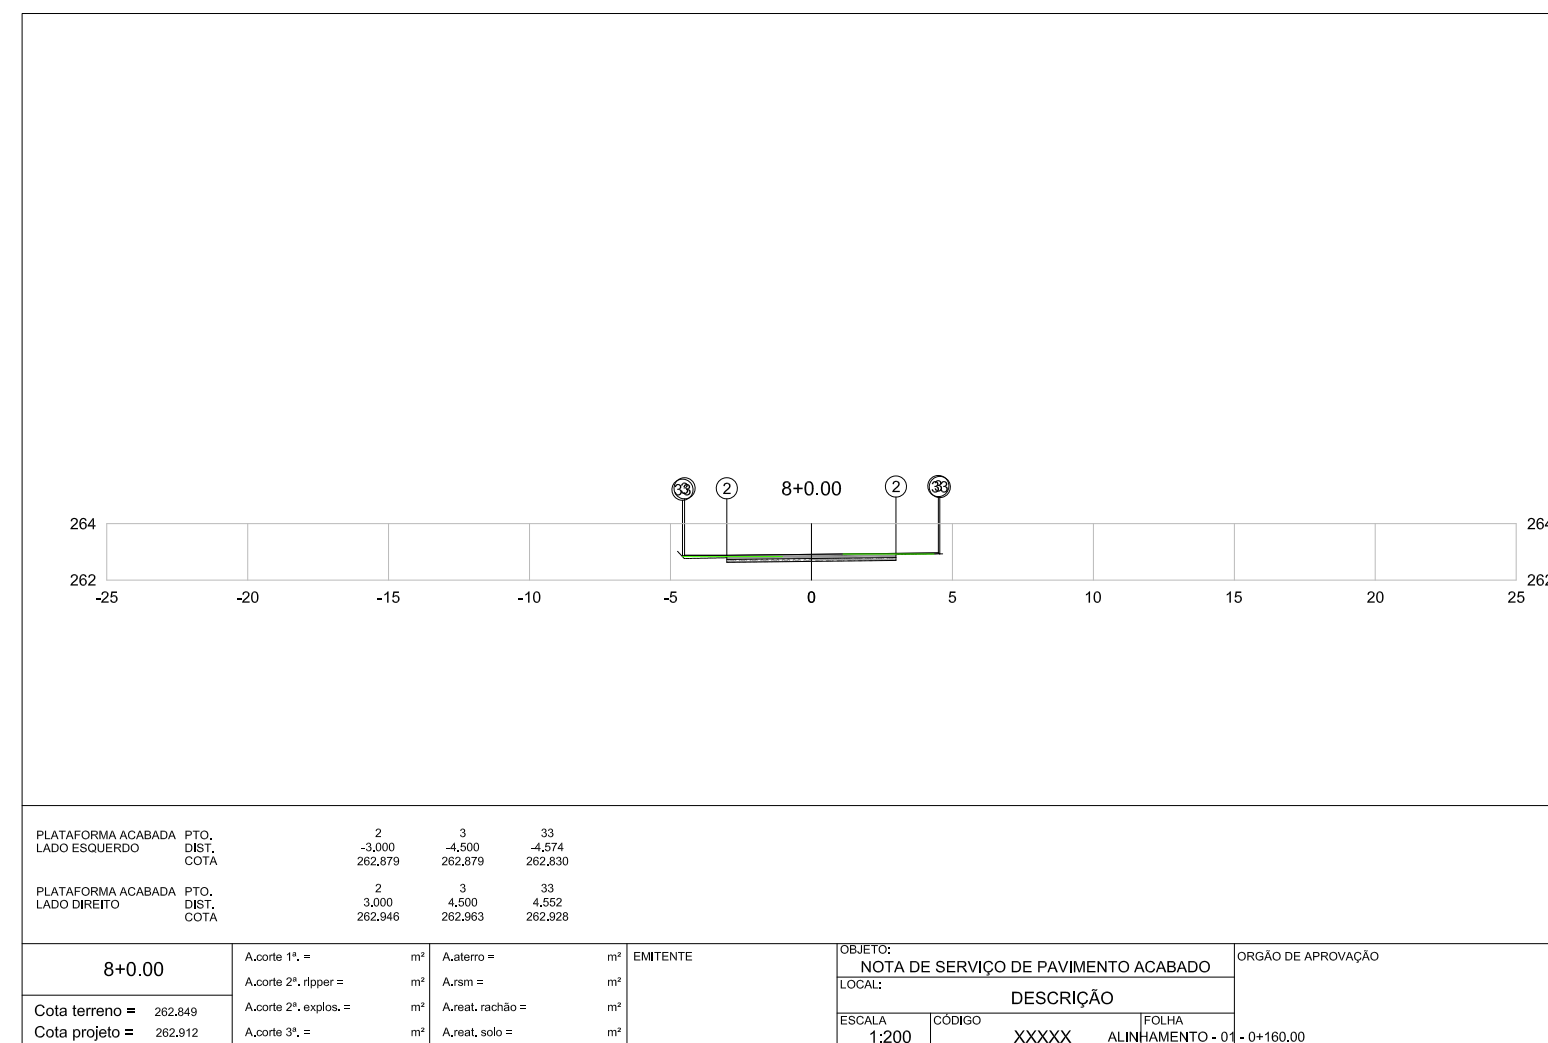 33 3 2 8+0.00 2 3 33
264 264
262 262
-25 -20 -15 -10 -5 0 5 10 15 20 25
PLATAFORMA ACABADA PTO. 2 3 33
LADO ESQUERDO DIST. -3.000 -4.500 -4.574
COTA 262.879 262.879 262.830
PLATAFORMA ACABADA PTO. 2 3 33
LADO DIREITO DIST. 3.000 4.500 4.552
COTA 262.946 262.963 262.928
8+0.00
Cota terreno = 262.849
Cota projeto = 262.912
A.corte 1ª. = m²
A.corte 2ª. ripper = m²
A.corte 2ª. explos. = m²
A.corte 3ª. = m²
A.aterro = m²
A.rsm = m²
A.reat. rachão = m²
A.reat. solo = m²
EMITENTE
OBJETO:
NOTA DE SERVIÇO DE PAVIMENTO ACABADO
LOCAL:
DESCRIÇÃO
ESCALA
1:200
CÓDIGO
XXXXX
FOLHA
ALINHAMENTO - 01 - 0+160.00
ORGÃO DE APROVAÇÃO